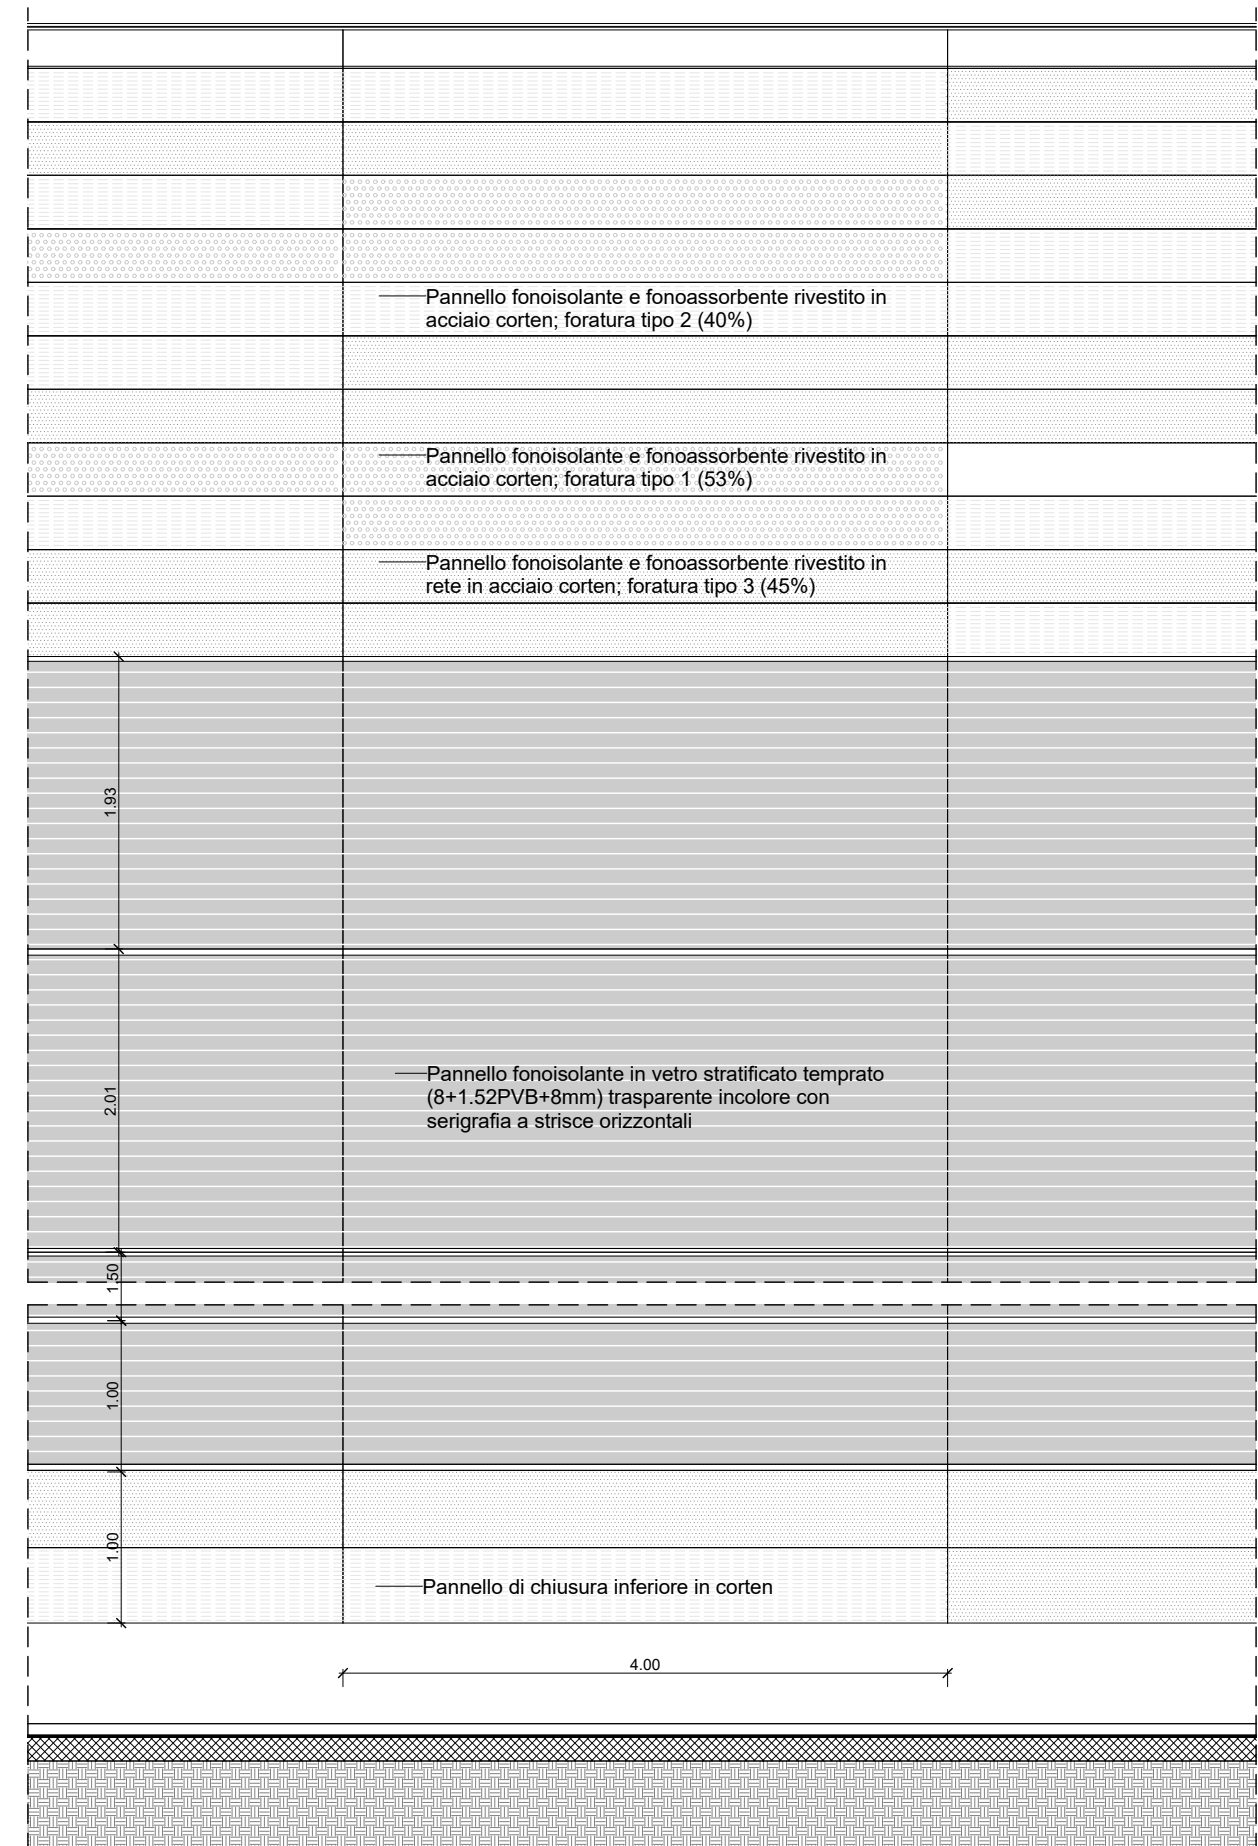 Pannello fonoisolante e fonoassorbente rivestito in
acciaio corten; foratura tipo 2 (40%)
Pannello fonoisolante e fonoassorbente rivestito in
acciaio corten; foratura tipo 1 (53%)
Pannello fonoisolante e fonoassorbente rivestito in
rete in acciaio corten; foratura tipo 3 (45%)
1.93
2.01
Pannello fonoisolante in vetro stratificato temprato
(8+1.52PVB+8mm) trasparente incolore con
serigrafia a strisce orizzontali
1.50
1.00
1.00
Pannello di chiusura inferiore in corten
4.00